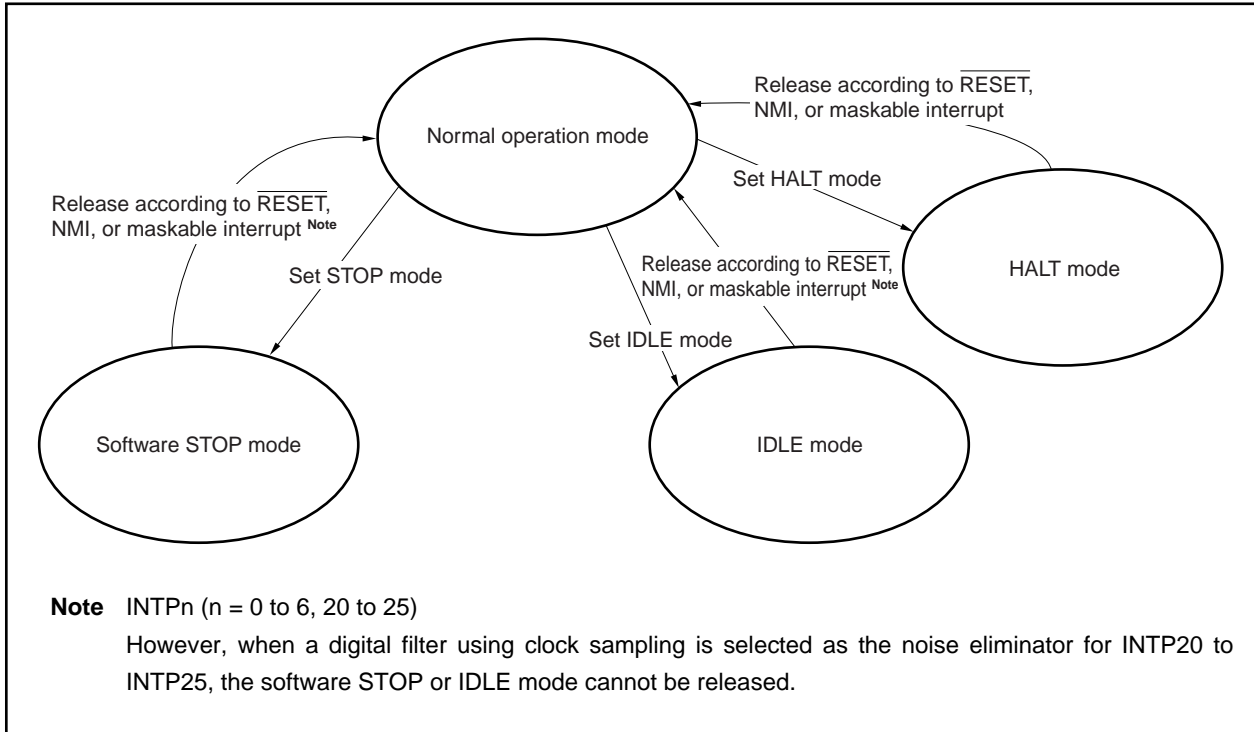 Release according to RESET,
NMI, or maskable interrupt
Normal operation mode
Set HALT mode
Release according to RESET,
NMI, or maskable interrupt Note
Set STOP mode
Release according to RESET,
NMI, or maskable interrupt Note
HALT mode
Set IDLE mode
Software STOP mode
IDLE mode
Note INTPn (n = 0 to 6, 20 to 25)
However, when a digital filter using clock sampling is selected as the noise eliminator for INTP20 to
INTP25, the software STOP or IDLE mode cannot be released.